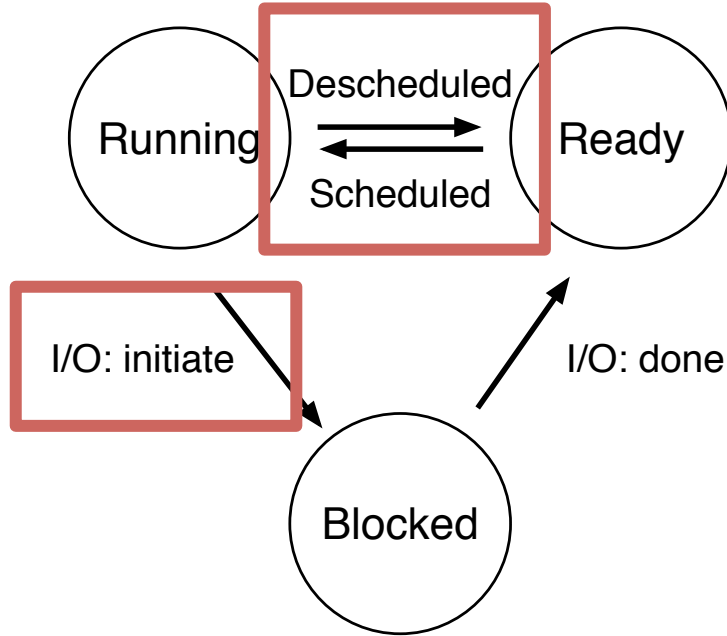 Descheduled
Running
Ready
Scheduled
I/O: initiate
I/O: done
Blocked